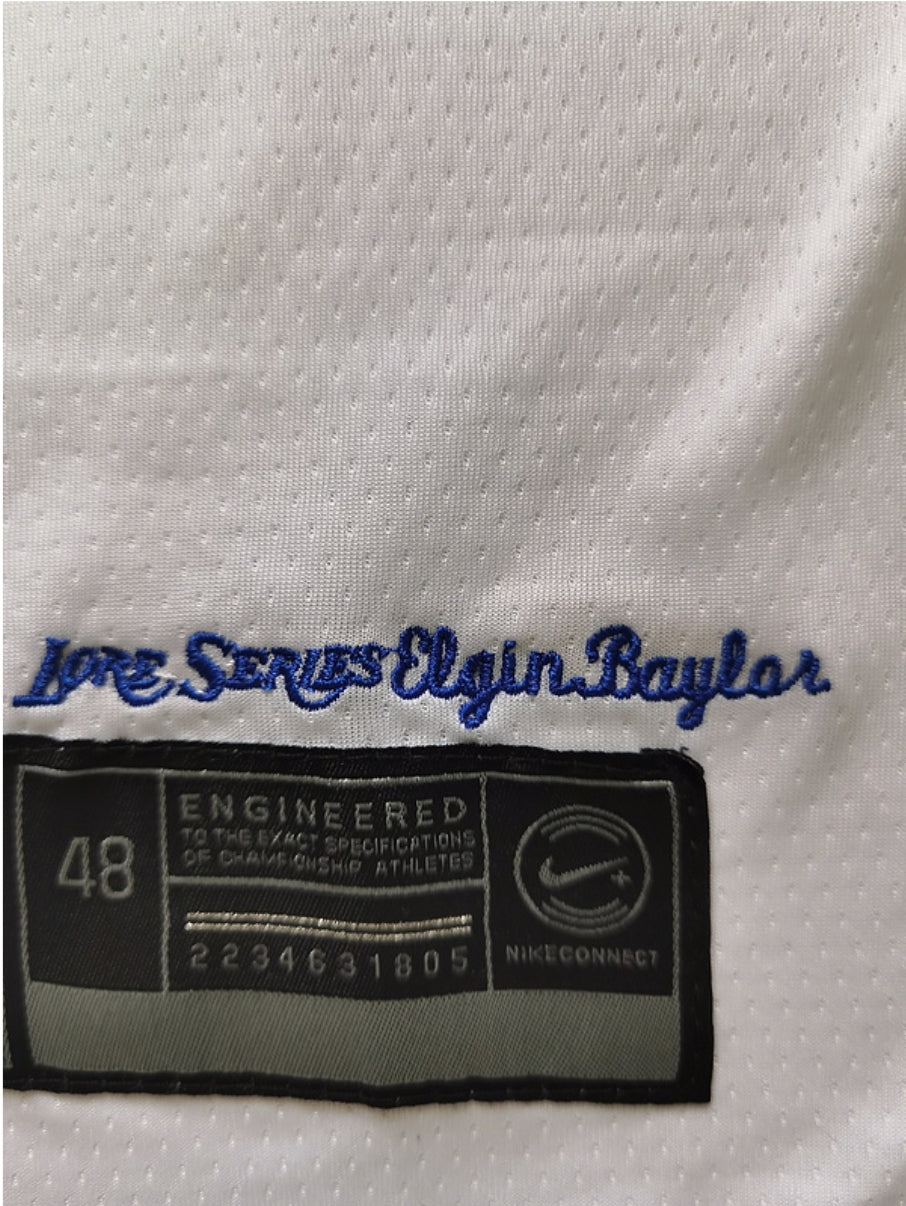 LORE SERIES Elgin Baylor
48
ENGINEERED
TO THE EXACT SPECIFICATIONS
OF CHAMPIONSHIP ATHLETES
2234631805
NIKECONNECT